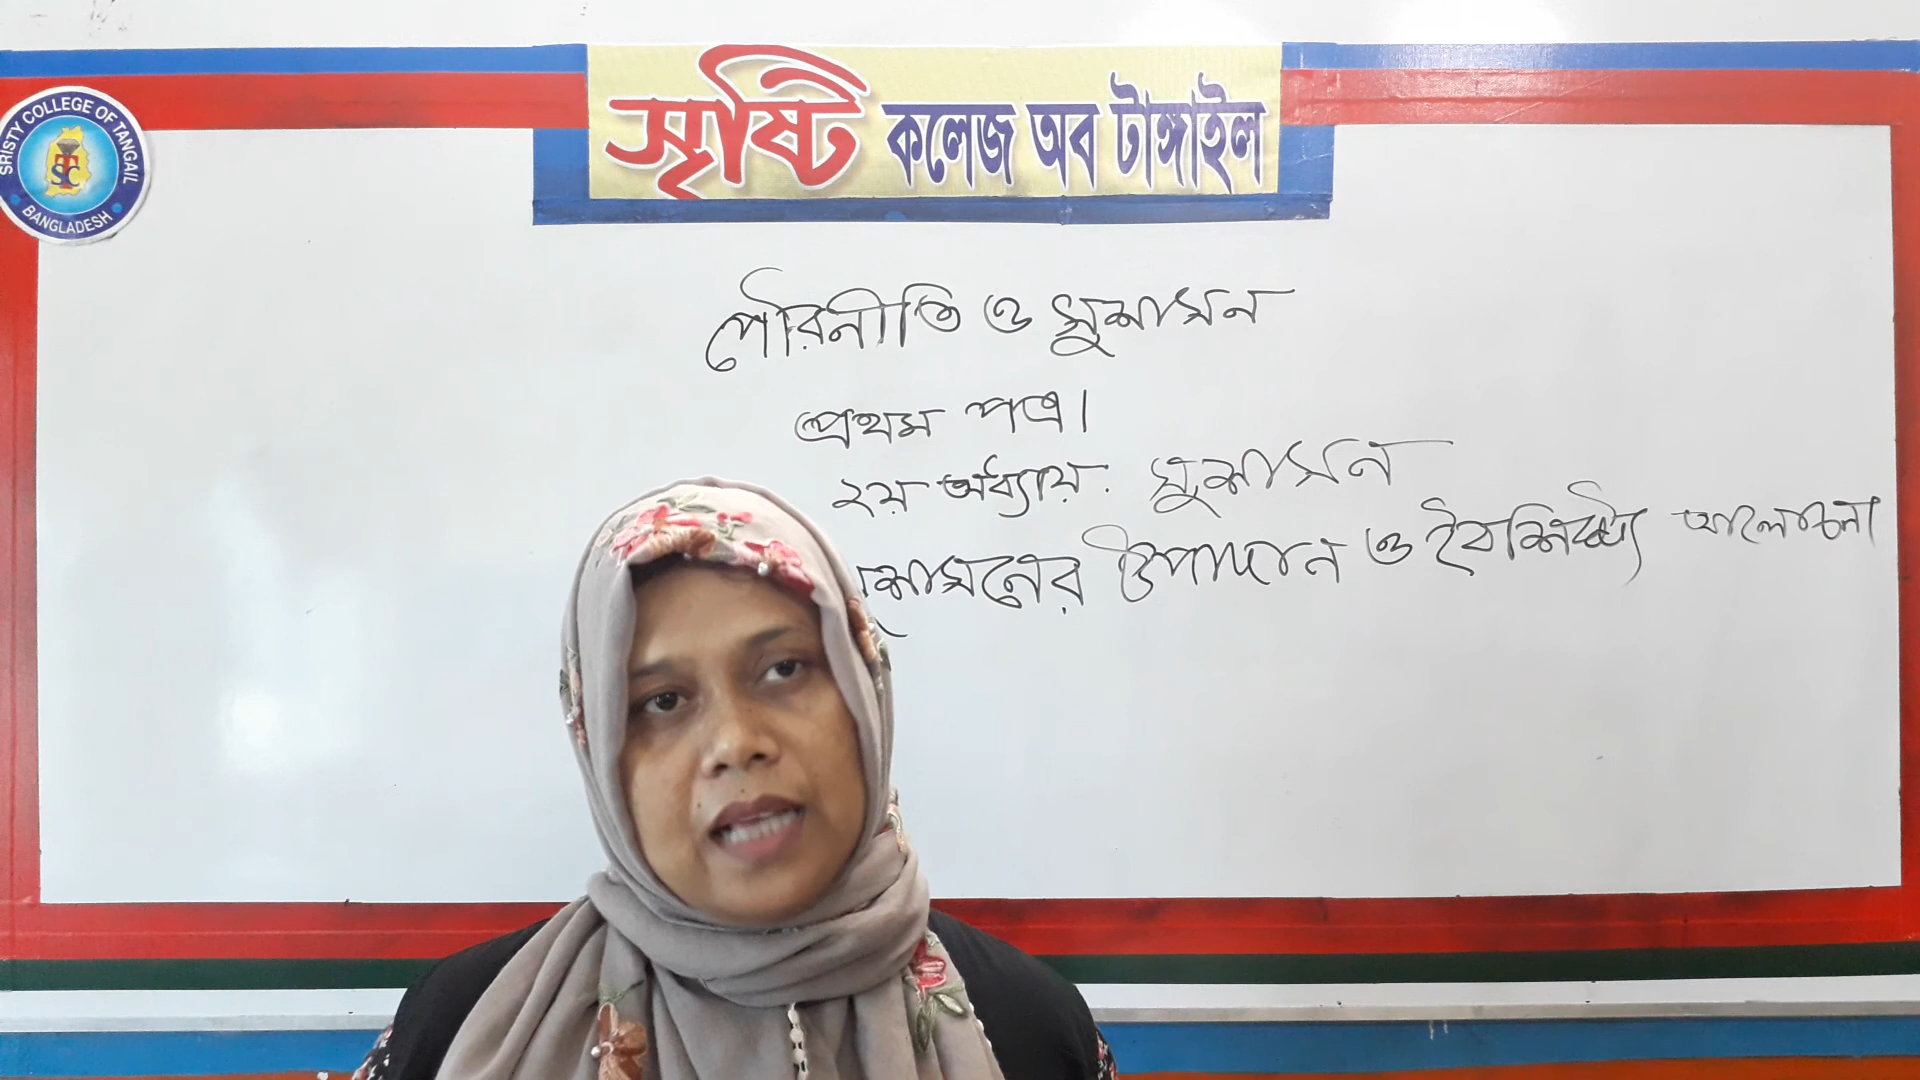 সৃষ্টি কলেজ অব টাঙ্গাইল
SRISTY COLLEGE OF TANGAIL
TSC
BANGLADESH
পৌরনীতি ও সুশাসন
প্রথম পত্র।
২য় অধ্যায়. সুশাসন
সুশাসনের উপাদান ও বৈশিষ্ট্য আলোচনা